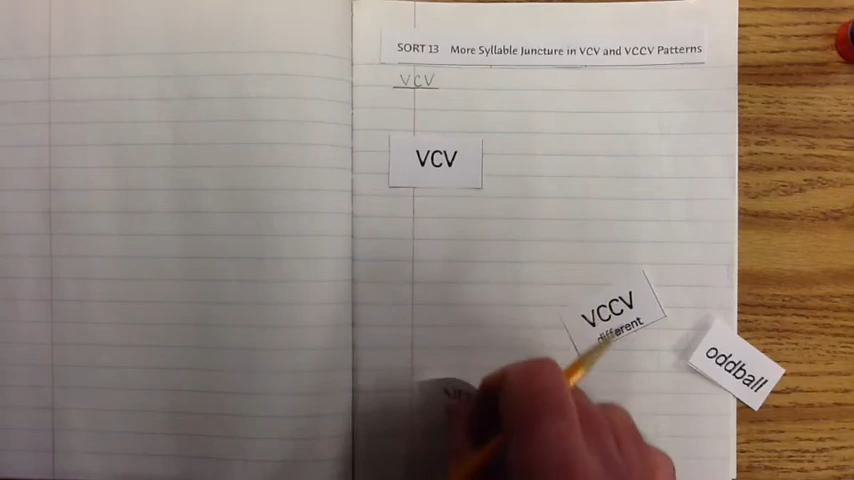 SORT 13 More Syllable Juncture in VCV and VCCV Patterns
VCV
VCV
VCCV
different
oddball